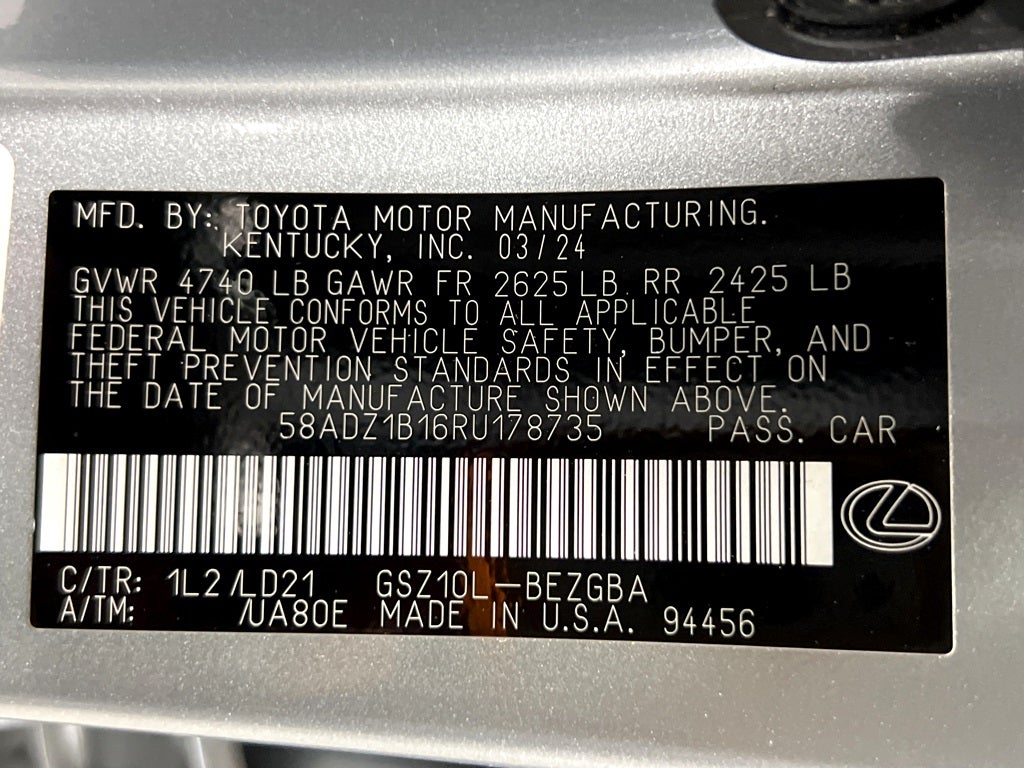 MFD. BY: TOYOTA MOTOR MANUFACTURING.
KENTUCKY, INC. 03/24
GVWR 4740 LB GAWR FR 2625 LB RR 2425 LB
THIS VEHICLE CONFORMS TO ALL APPLICABLE
FEDERAL MOTOR VEHICLE SAFETY, BUMPER, AND
THEFT PREVENTION STANDARDS IN EFFECT ON
THE DATE OF MANUFACTURE SHOWN ABOVE.
58ADZ1B16RU178735 PASS. CAR
C/TR: 1L2 /LD21 GSZ10L-BEZGBA
A/TM: /UA80E MADE IN U.S.A. 94456